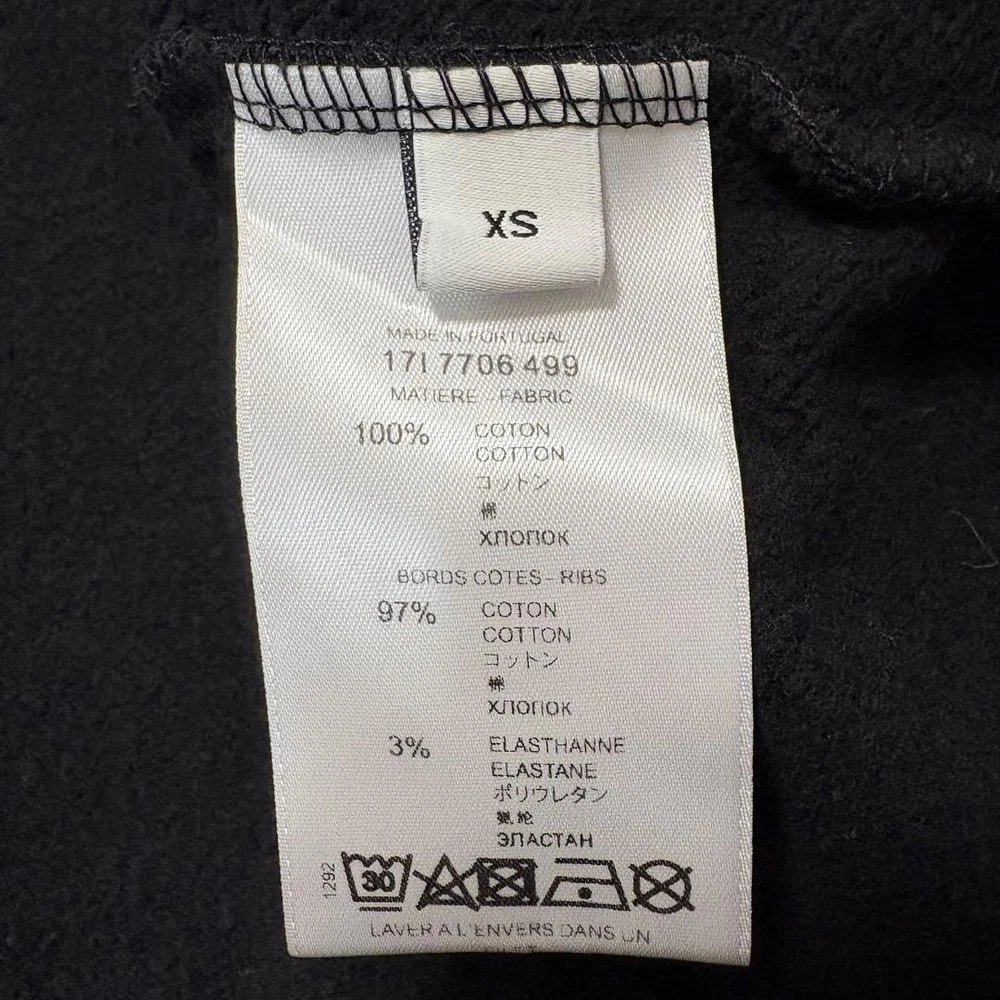 XS
MADE IN PORTUGAL
17I 7706 499
MATIERE - FABRIC
100% COTON
COTTON
コットン
棉
ХЛОПОК
BORDS COTES - RIBS
97% COTON
COTTON
コットン
棉
ХЛОПОК
3% ELASTHANNE
ELASTANE
ポリウレタン
ЭЛАСТАН
1292
30
LAVER A L'ENVERS DANS UN